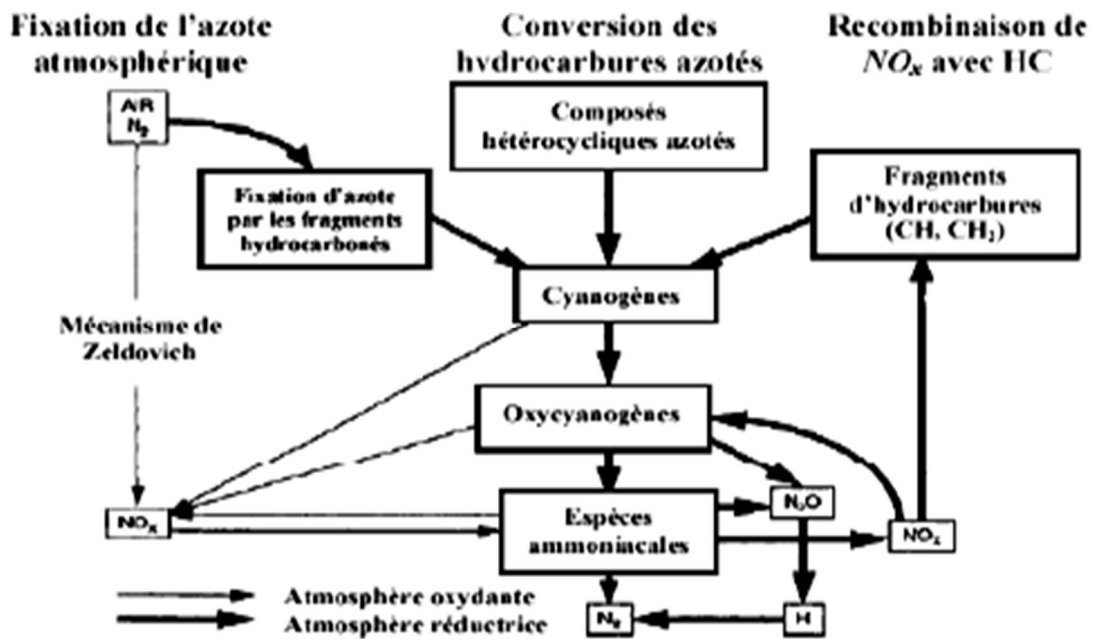 Fixation de l'azote
atmosphérique
Conversion des
hydrocarbures azotés
Recombinaison de
NOₓ avec HC
AIR
N₂
Composés
hétérocycliques azotés
Fixation d'azote
par les fragments
hydrocarbonés
Fragments
d'hydrocarbures
(CH, CH₂)
Cyanogènes
Mécanisme de
Zeldovich
Oxycyanogènes
NOₓ
Espèces
ammoniacales
N₂O
NOₓ
Atmosphère oxydante
Atmosphère réductrice
N₂
H